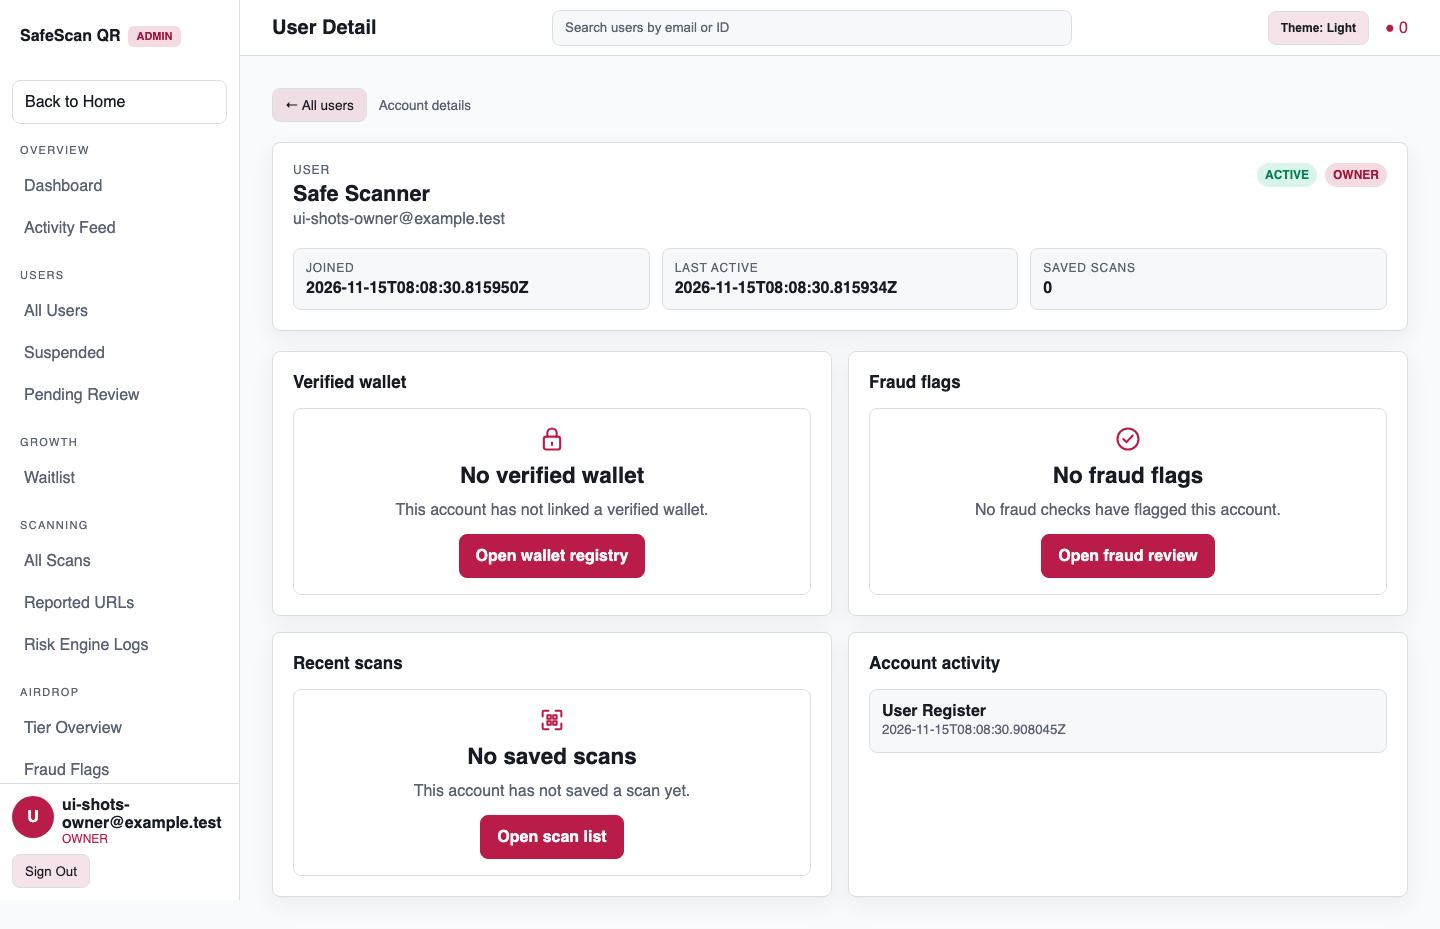 SafeScan QR ADMIN
Back to Home
OVERVIEW
Dashboard
Activity Feed
USERS
All Users
Suspended
Pending Review
GROWTH
Waitlist
SCANNING
All Scans
Reported URLs
Risk Engine Logs
AIRDROP
Tier Overview
Fraud Flags
U
ui-shots-
owner@example.test
OWNER
Sign Out
User Detail
Search users by email or ID
Theme: Light
● 0
← All users
Account details
USER
Safe Scanner
ui-shots-owner@example.test
ACTIVE
OWNER
JOINED
2026-11-15T08:08:30.815950Z
LAST ACTIVE
2026-11-15T08:08:30.815934Z
SAVED SCANS
0
Verified wallet
No verified wallet
This account has not linked a verified wallet.
Open wallet registry
Fraud flags
No fraud flags
No fraud checks have flagged this account.
Open fraud review
Recent scans
No saved scans
This account has not saved a scan yet.
Open scan list
Account activity
User Register
2026-11-15T08:08:30.908045Z